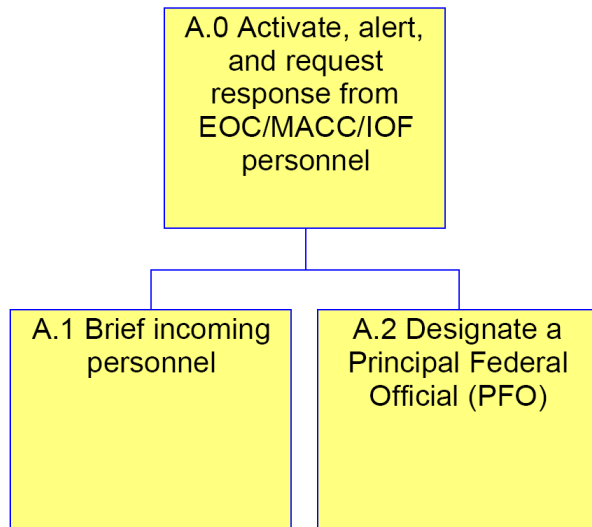 A.0 Activate, alert,
and request
response from
EOC/MACC/IOF
personnel
A.1 Brief incoming
personnel
A.2 Designate a
Principal Federal
Official (PFO)